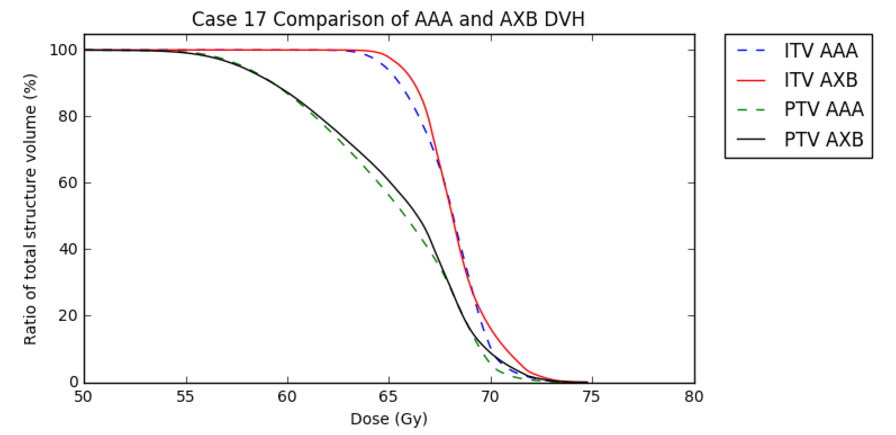 Case 17 Comparison of AAA and AXB DVH
Ratio of total structure volume (%)
100
80
60
40
20
0
50
55
60
65
70
75
80
Dose (Gy)
ITV AAA
ITV AXB
PTV AAA
PTV AXB